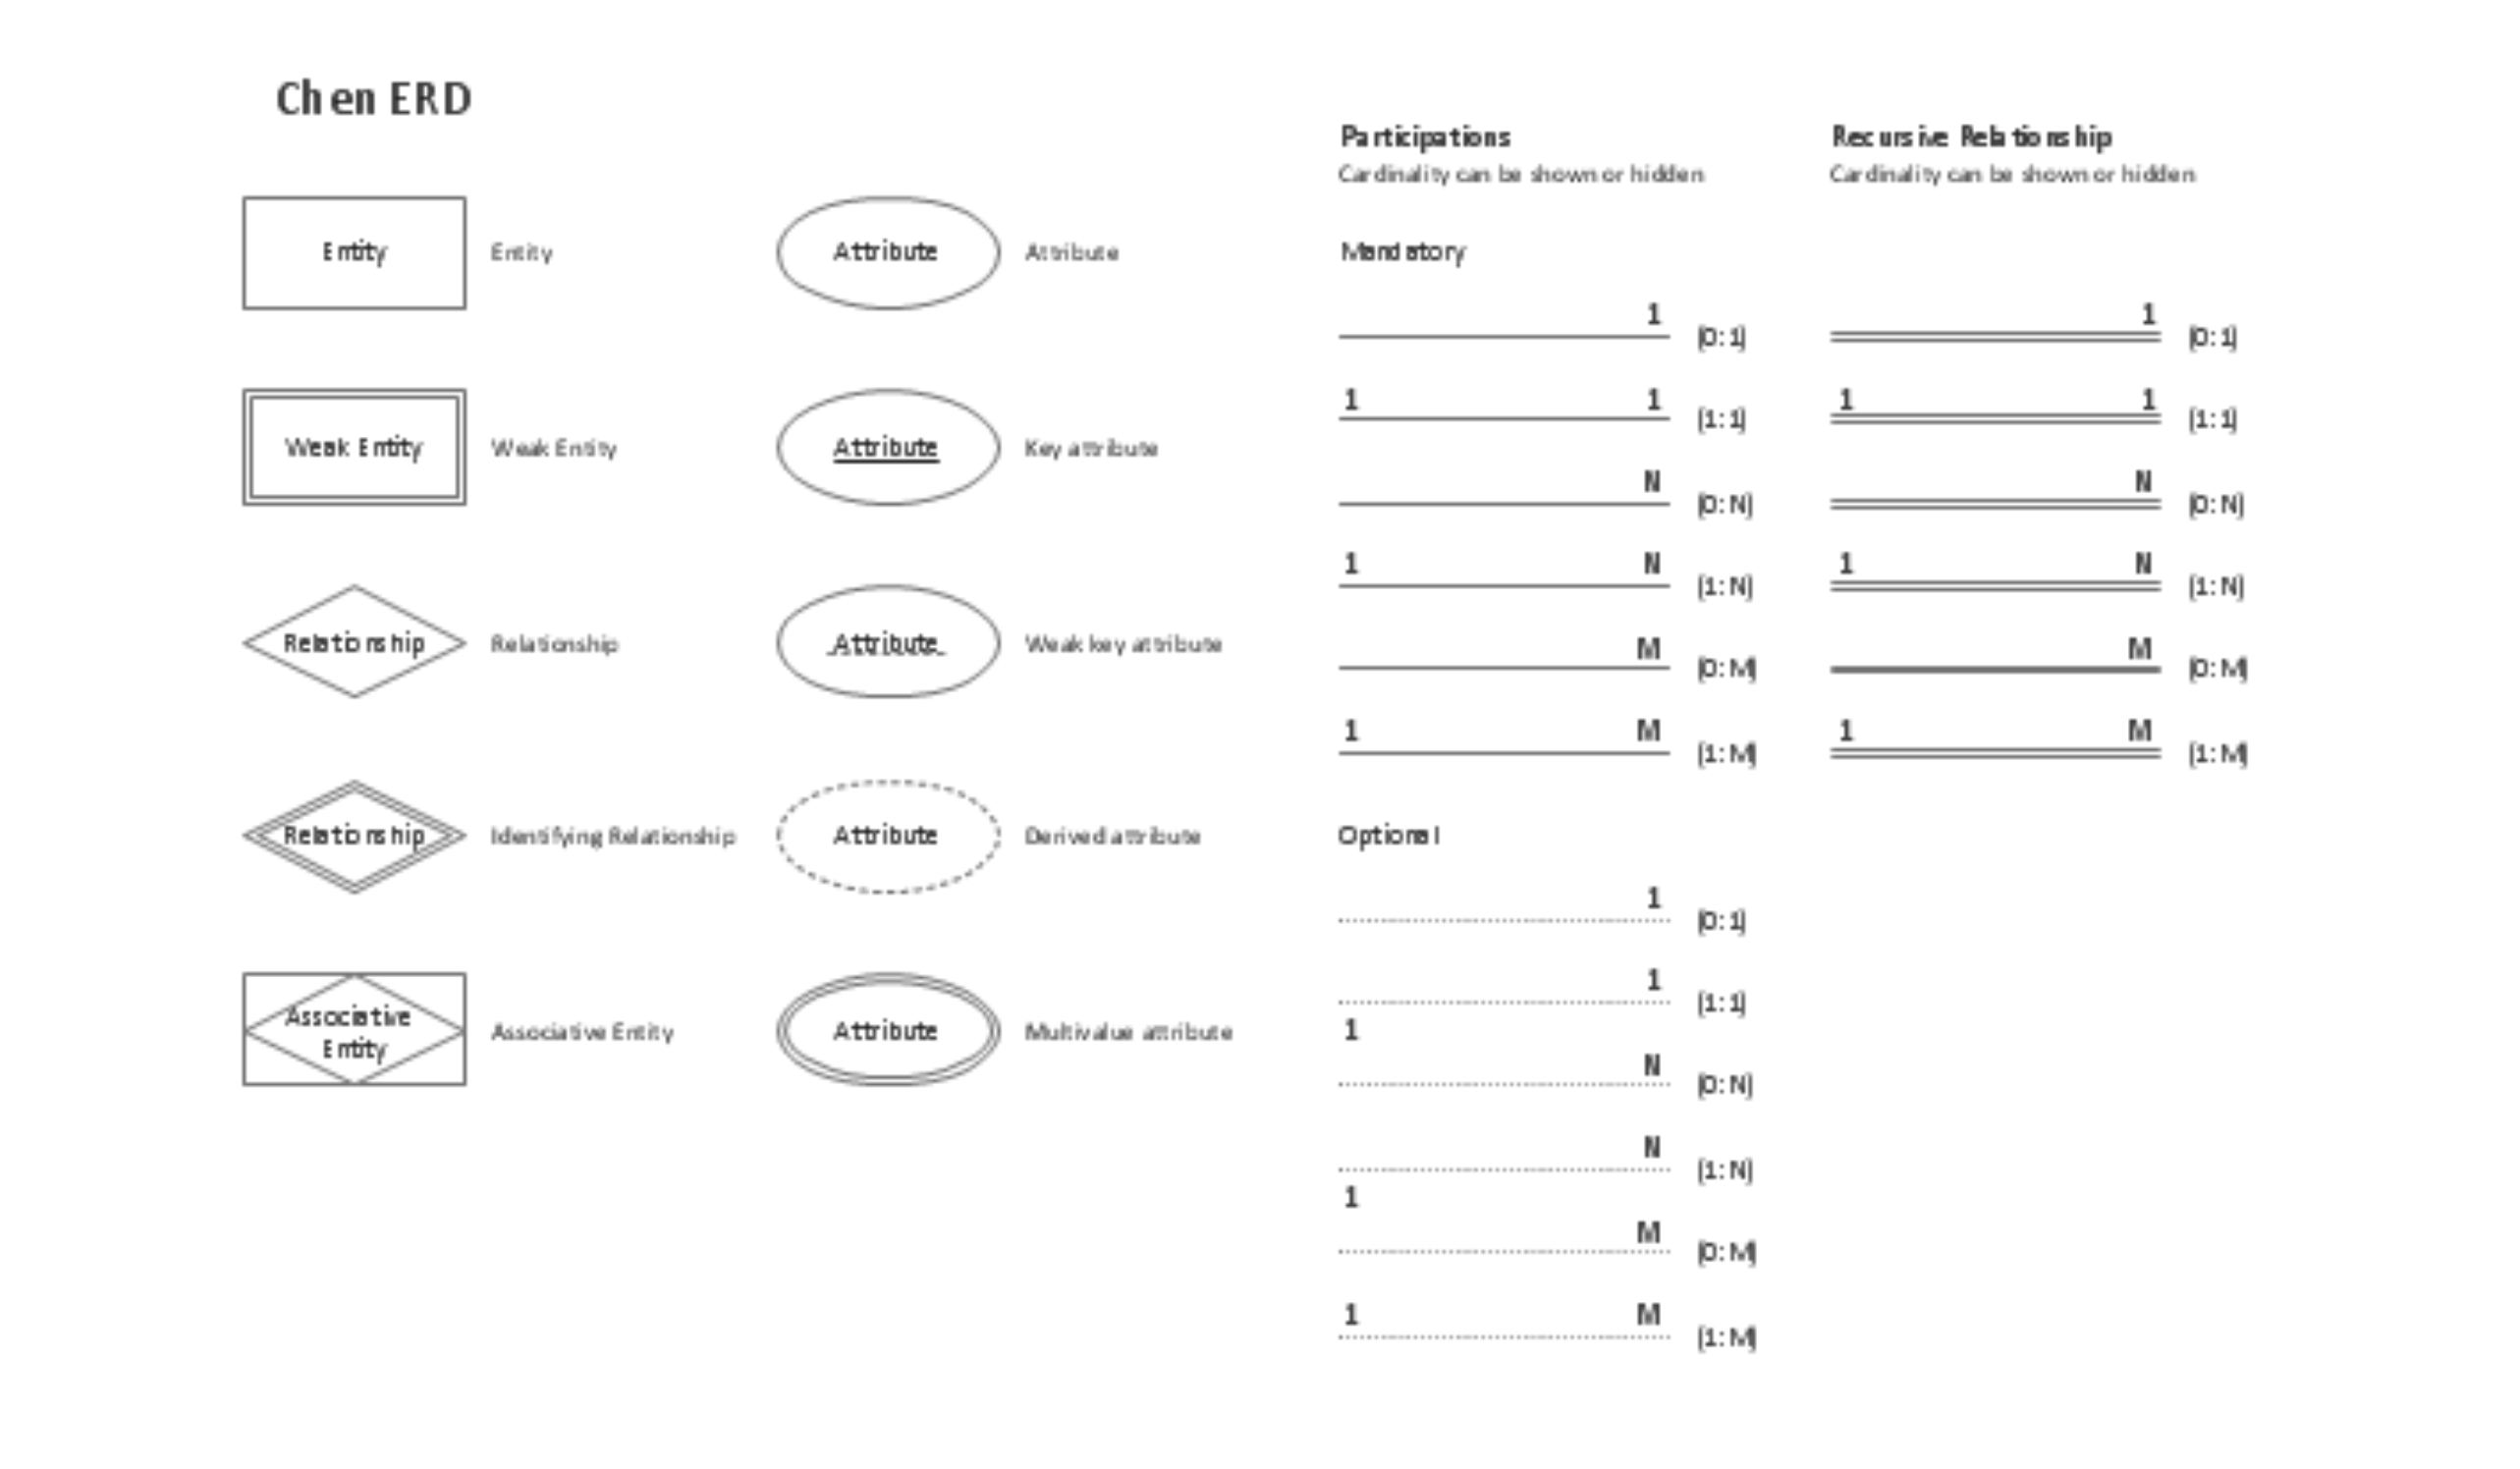 Chen ERD
Entity
Entity
Attribute
Attribute
Weak Entity
Weak Entity
Attribute
Key attribute
Relationship
Relationship
Attribute
Weak key attribute
Relationship
Identifying Relationship
Attribute
Derived attribute
Associative
Entity
Associative Entity
Attribute
Multivalue attribute
Participations
Cardinality can be shown or hidden
Mandatory
1
(0:1)
1 1
(1:1)
N
(0:N)
1 N
(1:N)
M
(0:M)
1 M
(1:M)
Optional
1
(0:1)
1
(1:1)
1
N
(0:N)
N
(1:N)
1
M
(0:M)
1 M
(1:M)
Recursive Relationship
Cardinality can be shown or hidden
1
(0:1)
1 1
(1:1)
N
(0:N)
1 N
(1:N)
M
(0:M)
1 M
(1:M)